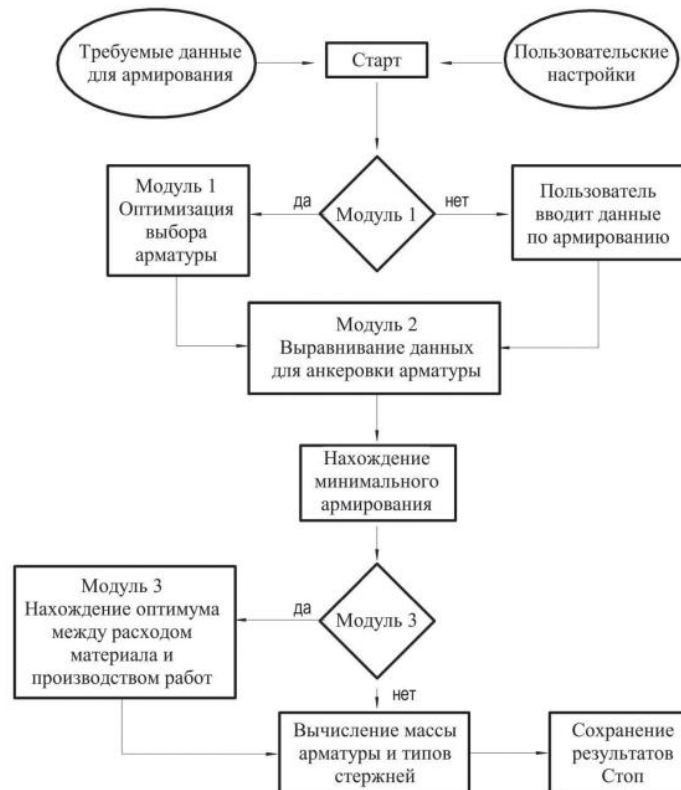 Требуемые данные
для армирования
Старт
Пользовательские
настройки
Модуль 1
Оптимизация
выбора
арматуры
да
Модуль 1
нет
Пользователь
вводит данные
по армированию
Модуль 2
Выравнивание данных
для анкеровки арматуры
Нахождение
минимального
армирования
Модуль 3
Нахождение оптимума
между расходом
материала и
производством работ
да
Модуль 3
нет
Вычисление массы
арматуры и типов
стержней
Сохранение
результатов
Стоп